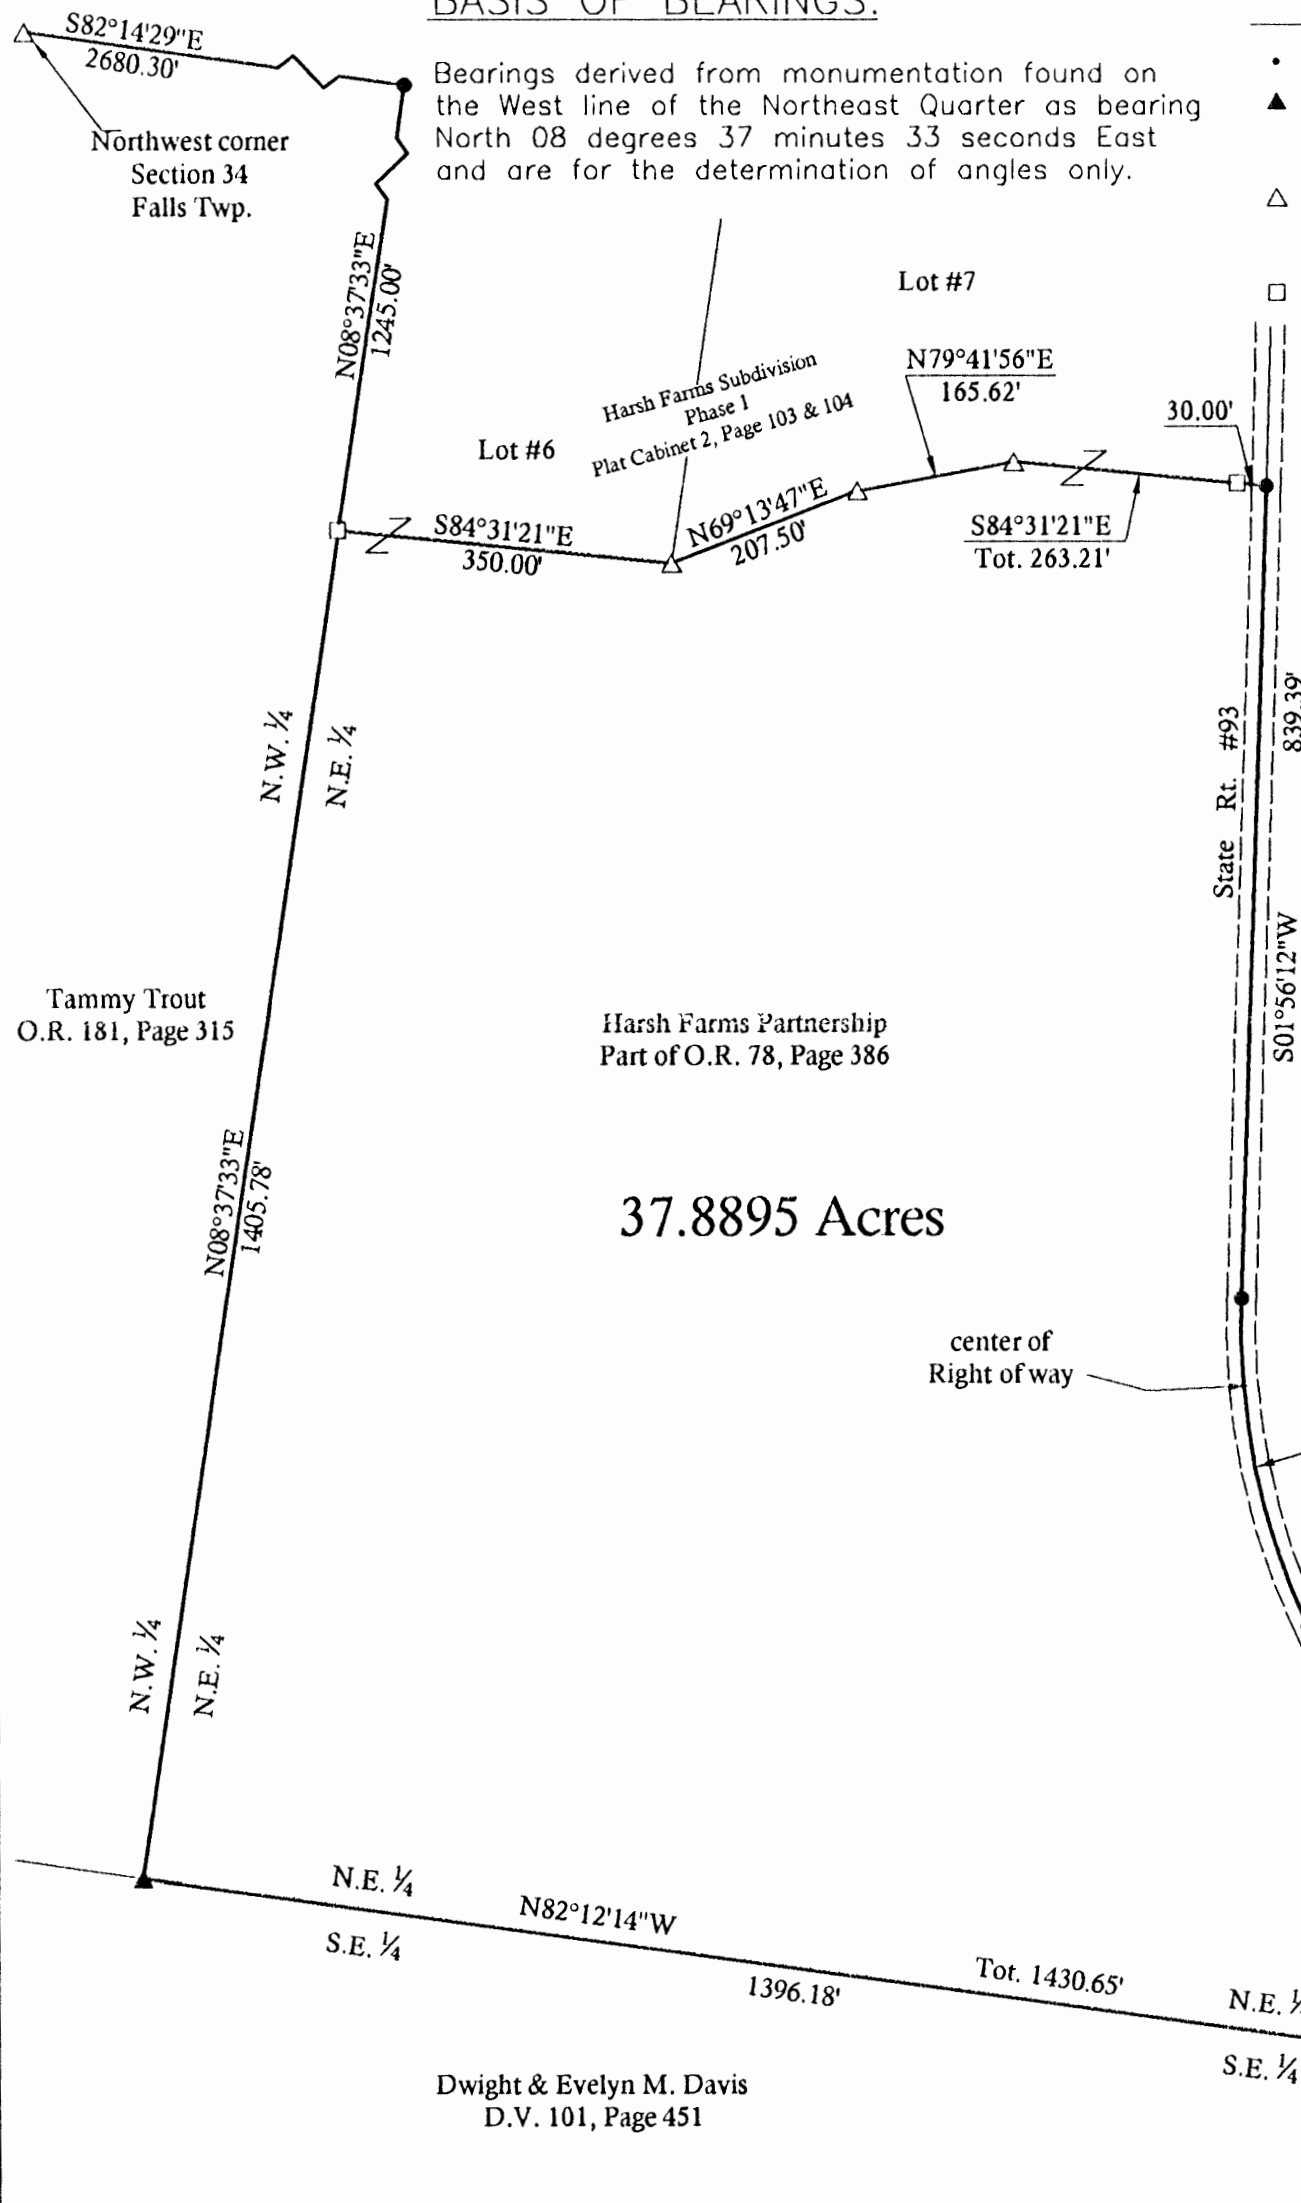 BASIS OF BEARINGS:
S82°14'29"E
2680.30'
Bearings derived from monumentation found on
the West line of the Northeast Quarter as bearing
North 08 degrees 37 minutes 33 seconds East
and are for the determination of angles only.
Northwest corner
Section 34
Falls Twp.
N08°37'33"E
1245.00'
Lot #7
Harsh Farms Subdivision
Phase 1
Plat Cabinet 2, Page 103 & 104
N79°41'56"E
165.62'
30.00'
Lot #6
S84°31'21"E
350.00'
N69°13'47"E
207.50'
S84°31'21"E
Tot. 263.21'
N.W. ¼
N.E. ¼
State Rt. #93
839.39'
S01°56'12"W
Tammy Trout
O.R. 181, Page 315
Harsh Farms Partnership
Part of O.R. 78, Page 386
N08°37'33"E
1405.78'
37.8895 Acres
center of
Right of way
N.W. ¼
N.E. ¼
N.E. ¼
S.E. ¼
N82°12'14"W
1396.18'
Tot. 1430.65'
N.E. ¼
S.E. ¼
Dwight & Evelyn M. Davis
D.V. 101, Page 451